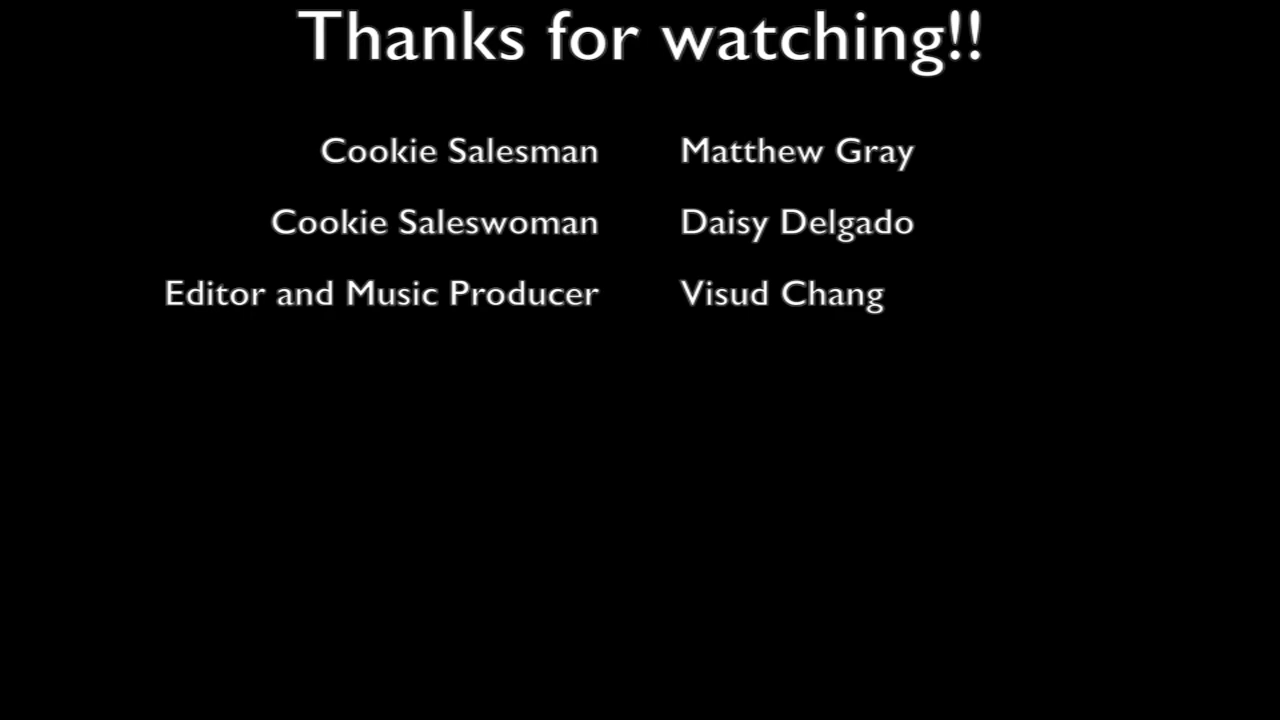 Thanks for watching!!
Cookie Salesman Matthew Gray
Cookie Saleswoman Daisy Delgado
Editor and Music Producer Visud Chang